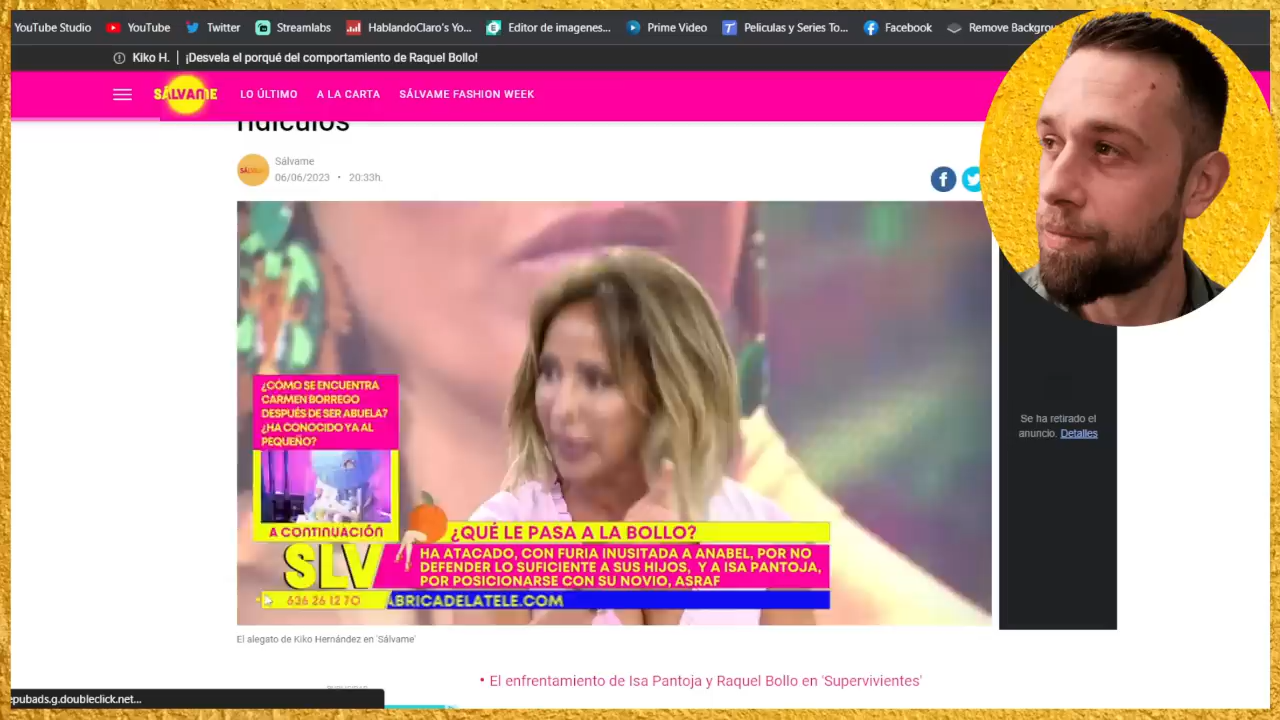 YouTube Studio
YouTube
Twitter
Streamlabs
HablandoClaro's Yo...
Editor de imagenes...
Prime Video
Peliculas y Series To...
Facebook
Remove Backgro
Kiko H. | ¡Desvela el porqué del comportamiento de Raquel Bollo!
SÁLVAME
LO ÚLTIMO
A LA CARTA
SÁLVAME FASHION WEEK
ridículos
Sálvame
06/06/2023 • 20:33h.
¿CÓMO SE ENCUENTRA
CARMEN BORREGO
DESPUÉS DE SER ABUELA?
¿HA CONOCIDO YA AL
PEQUEÑO?
A CONTINUACIÓN
SLV
636 26 12 70
¿QUÉ LE PASA A LA BOLLO?
HA ATACADO, CON FURIA INUSITADA A ANABEL, POR NO
DEFENDER LO SUFICIENTE A SUS HIJOS, Y A ISA PANTOJA,
POR POSICIONARSE CON SU NOVIO, ASRAF
ABRICADELATELE.COM
Se ha retirado el
anuncio. Detalles
El alegato de Kiko Hernández en 'Sálvame'
• El enfrentamiento de Isa Pantoja y Raquel Bollo en 'Supervivientes'
epubads.g.doubleclick.net...